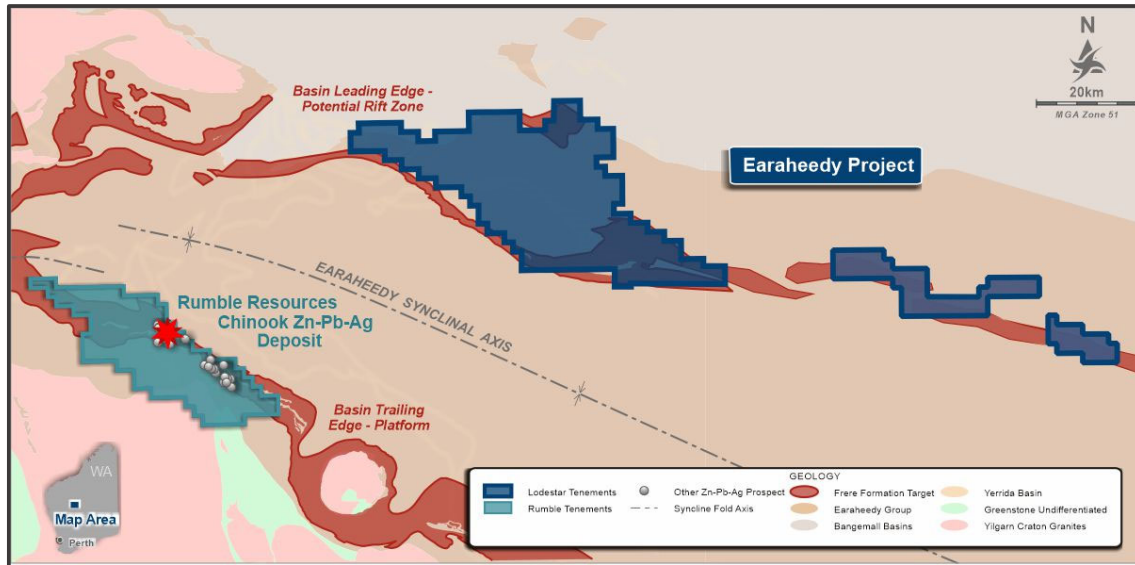 Basin Leading Edge -
Potential Rift Zone
N
20km
MGA Zone 51
Earaheedy Project
EARAHEEDY SYNCLINAL AXIS
Rumble Resources
Chinook Zn-Pb-Ag
Deposit
Basin Trailing
Edge - Platform
WA
Map Area
Perth
GEOLOGY
Lodestar Tenements
Rumble Tenements
Other Zn-Pb-Ag Prospect
Syncline Fold Axis
Frere Formation Target
Earaheedy Group
Bangemall Basins
Yerrida Basin
Greenstone Undifferentiated
Yilgarn Craton Granites